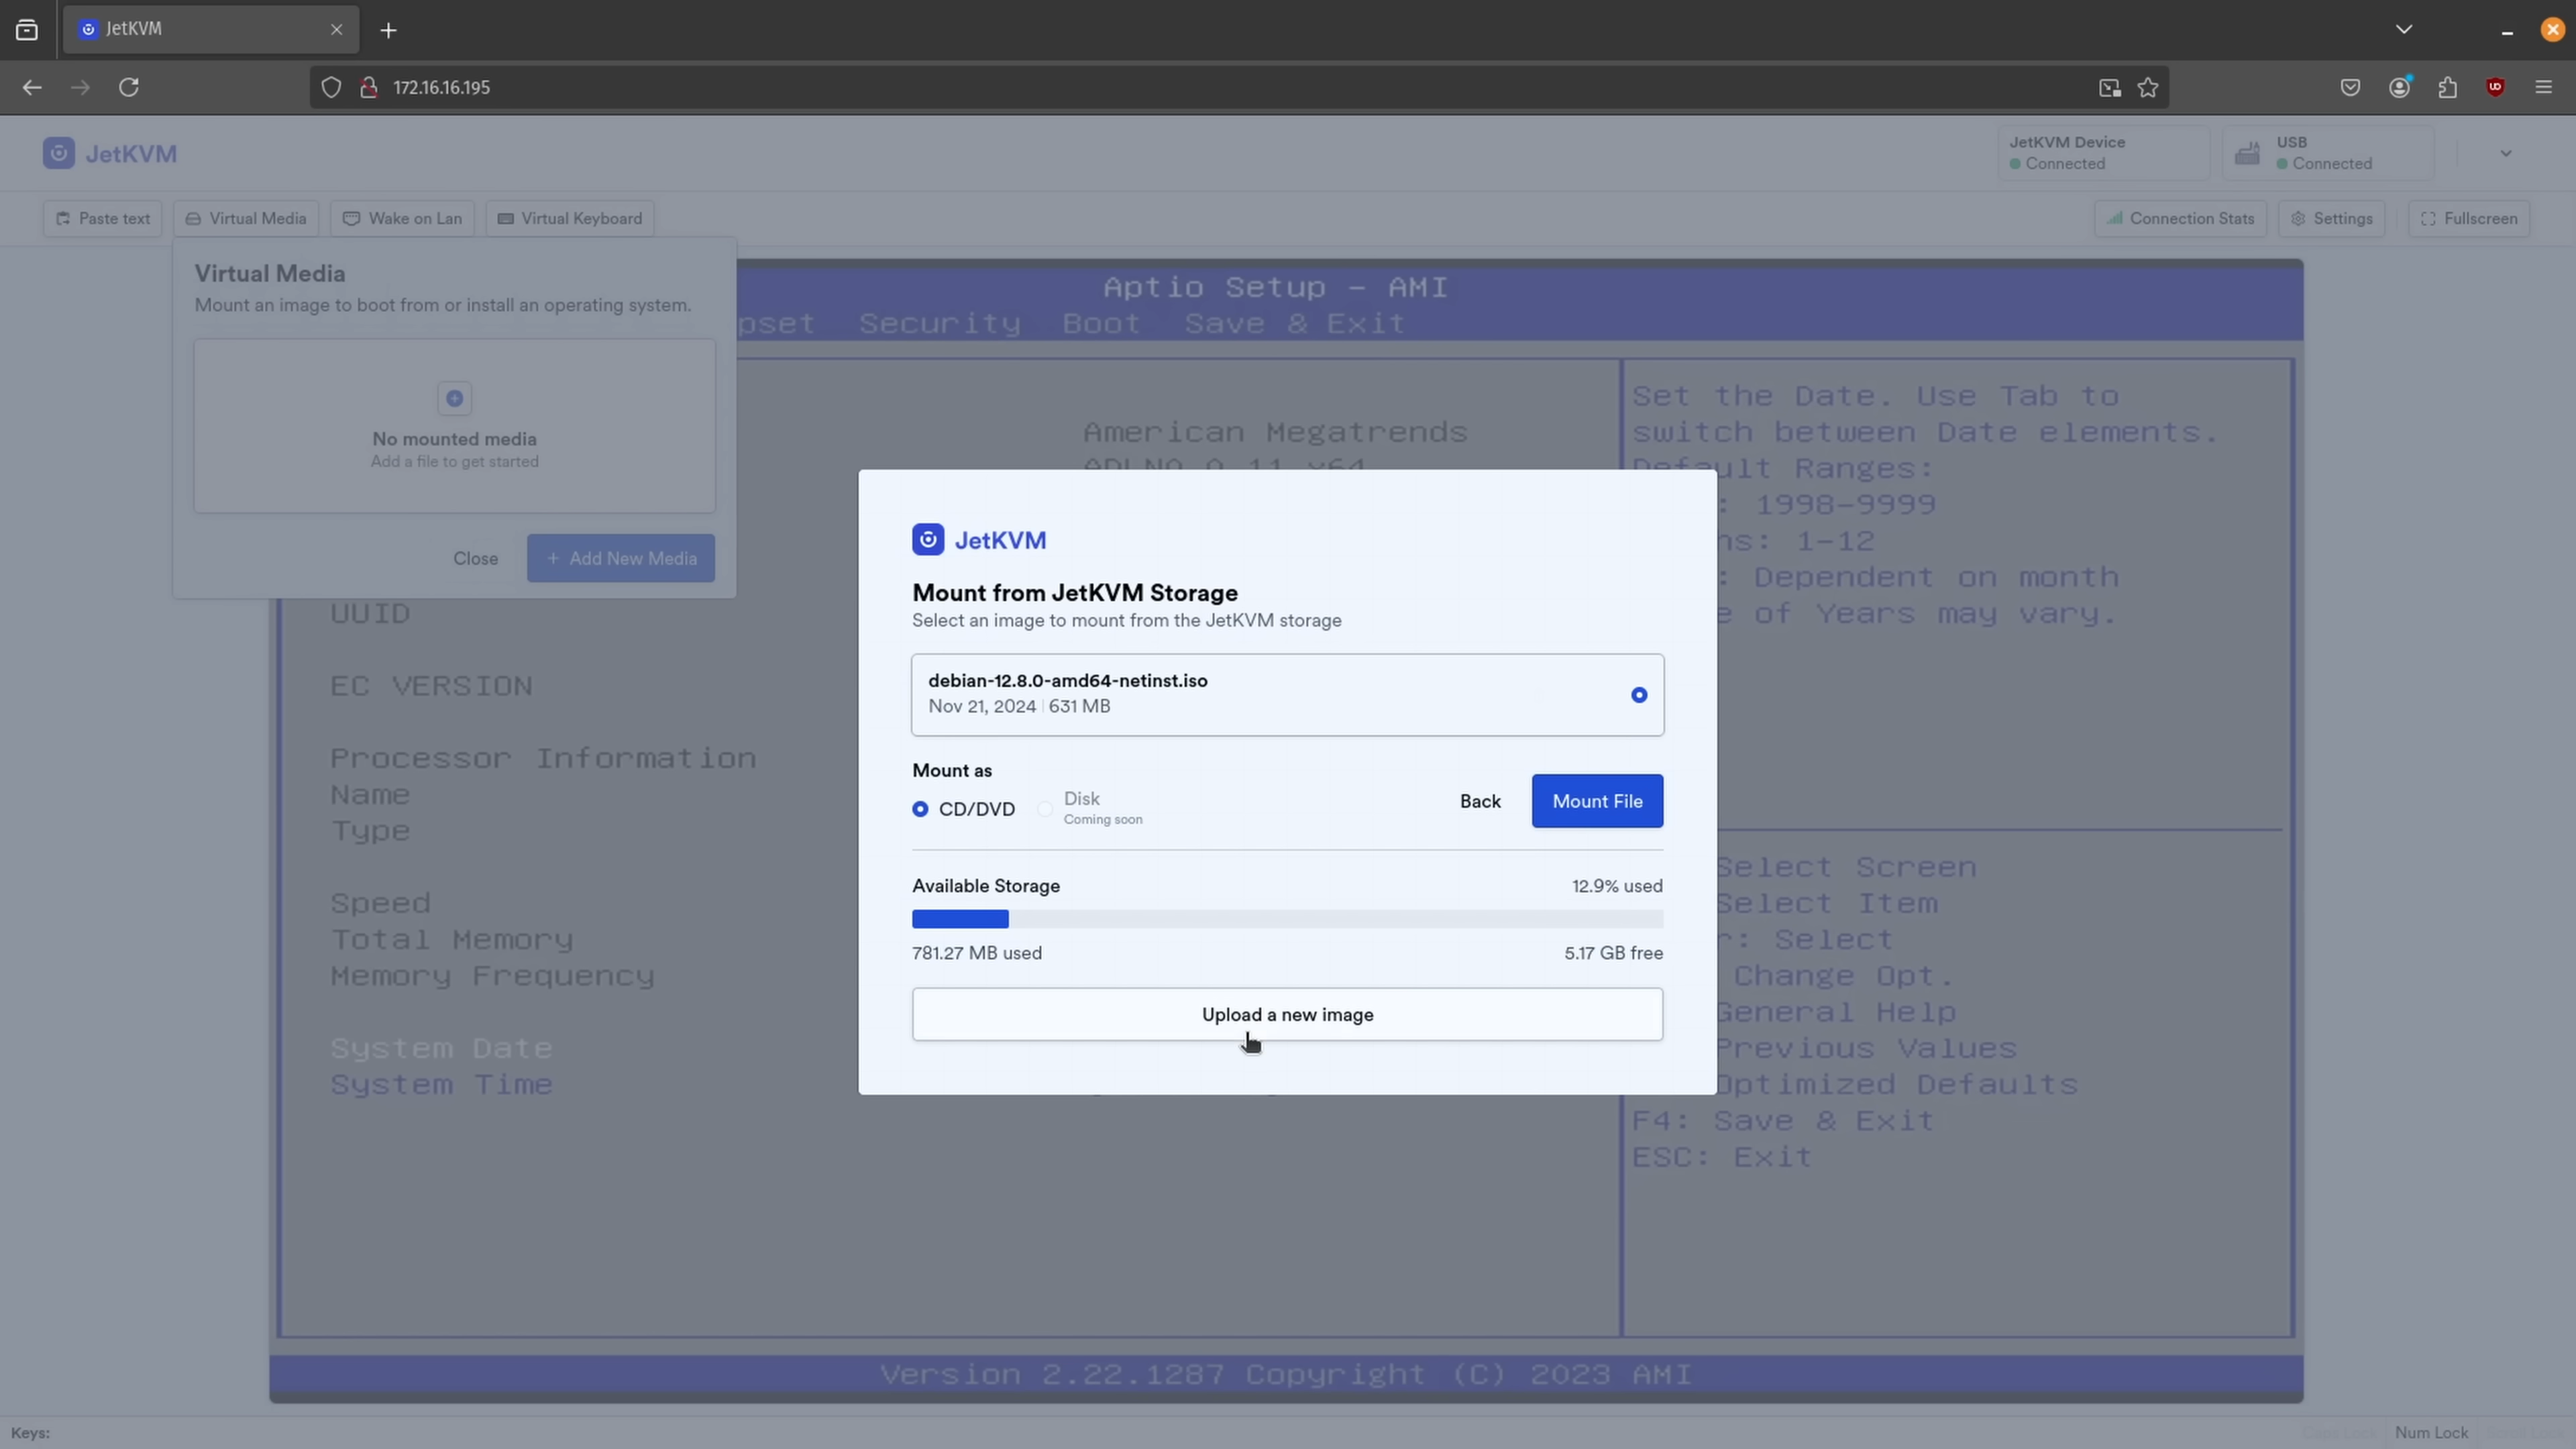 JetKVM
172.16.16.195
JetKVM
JetKVM Device
Connected
USB
Connected
Paste text
Virtual Media
Wake on Lan
Virtual Keyboard
Connection Stats
Settings
Fullscreen
Virtual Media
Mount an image to boot from or install an operating system.
No mounted media
Add a file to get started
Close
+ Add New Media
Aptio Setup – AMI
pset Security Boot Save & Exit
American Megatrends
UUID
EC VERSION
Processor Information
Name
Type
Speed
Total Memory
Memory Frequency
System Date
System Time
Set the Date. Use Tab to
switch between Date elements.
Default Ranges:
: 1998–9999
ns: 1–12
: Dependent on month
e of Years may vary.
Select Screen
Select Item
r: Select
Change Opt.
General Help
Previous Values
Optimized Defaults
F4: Save & Exit
ESC: Exit
JetKVM
Mount from JetKVM Storage
Select an image to mount from the JetKVM storage
debian-12.8.0-amd64-netinst.iso
Nov 21, 2024 | 631 MB
Mount as
CD/DVD
Disk
Coming soon
Back
Mount File
Available Storage
12.9% used
781.27 MB used
5.17 GB free
Upload a new image
Version 2.22.1287 Copyright (C) 2023 AMI
Keys:
Num Lock